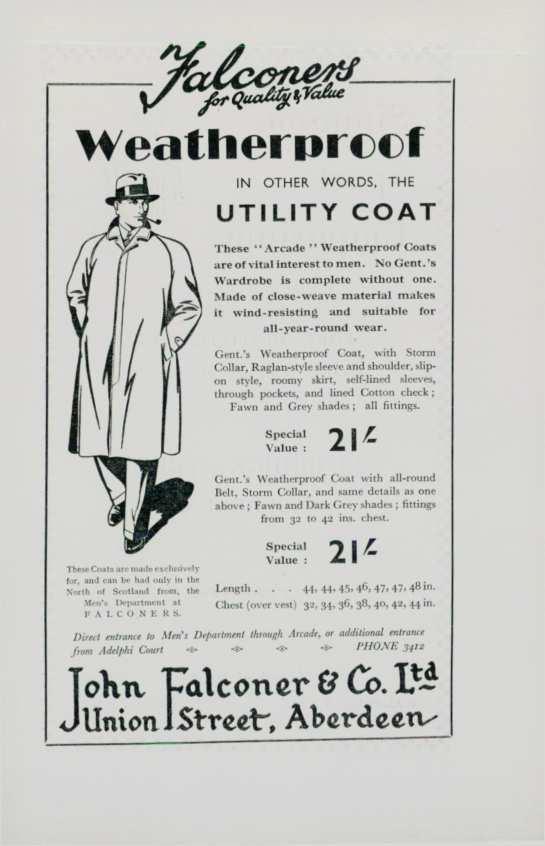 Falconers
for Quality & Value
Weatherproof
IN OTHER WORDS, THE
UTILITY COAT
These "Arcade" Weatherproof Coats
are of vital interest to men. No Gent.'s
Wardrobe is complete without one.
Made of close-weave material makes
it wind-resisting and suitable for
all-year-round wear.
Gent.'s Weatherproof Coat, with Storm
Collar, Raglan-style sleeve and shoulder, slip-
on style, roomy skirt, self-lined sleeves,
through pockets, and lined Cotton check ;
Fawn and Grey shades ; all fittings.
Special
Value : 21/-
Gent.'s Weatherproof Coat with all-round
Belt, Storm Collar, and same details as one
above ; Fawn and Dark Grey shades ; fittings
from 32 to 42 ins. chest.
Special
Value : 21/-
Length . . . 44, 44, 45, 46, 47, 47, 48 in.
Chest (over vest) 32, 34, 36, 38, 40, 42, 44 in.
These Coats are made exclusively
for, and can be had only in the
North of Scotland from, the
Men's Department at
FALCONERS.
Direct entrance to Men's Department through Arcade, or additional entrance
from Adelphi Court PHONE 3412
John Falconer & Co. Ltd
Union Street, Aberdeen